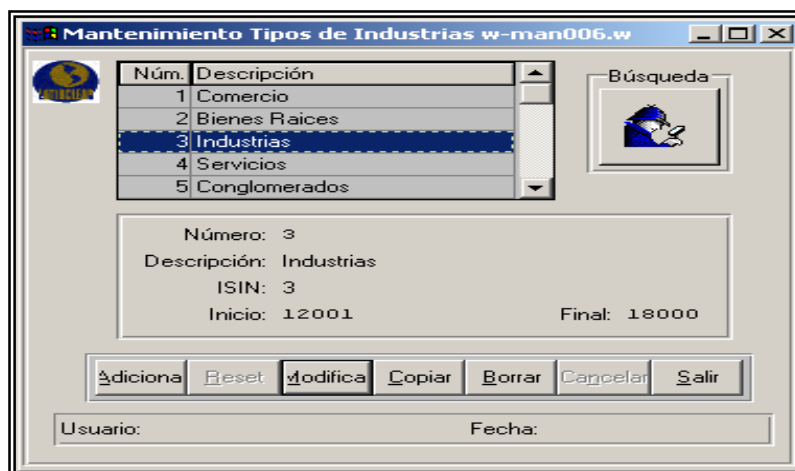 Mantenimiento Tipos de Industrias w-man006.w
Núm. Descripción
1 Comercio
2 Bienes Raices
3 Industrias
4 Servicios
5 Conglomerados
Búsqueda
LATINCLEAR
Número: 3
Descripción: Industrias
ISIN: 3
Inicio: 12001 Final: 18000
Adiciona Reset Modifica Copiar Borrar Cancelar Salir
Usuario: Fecha: